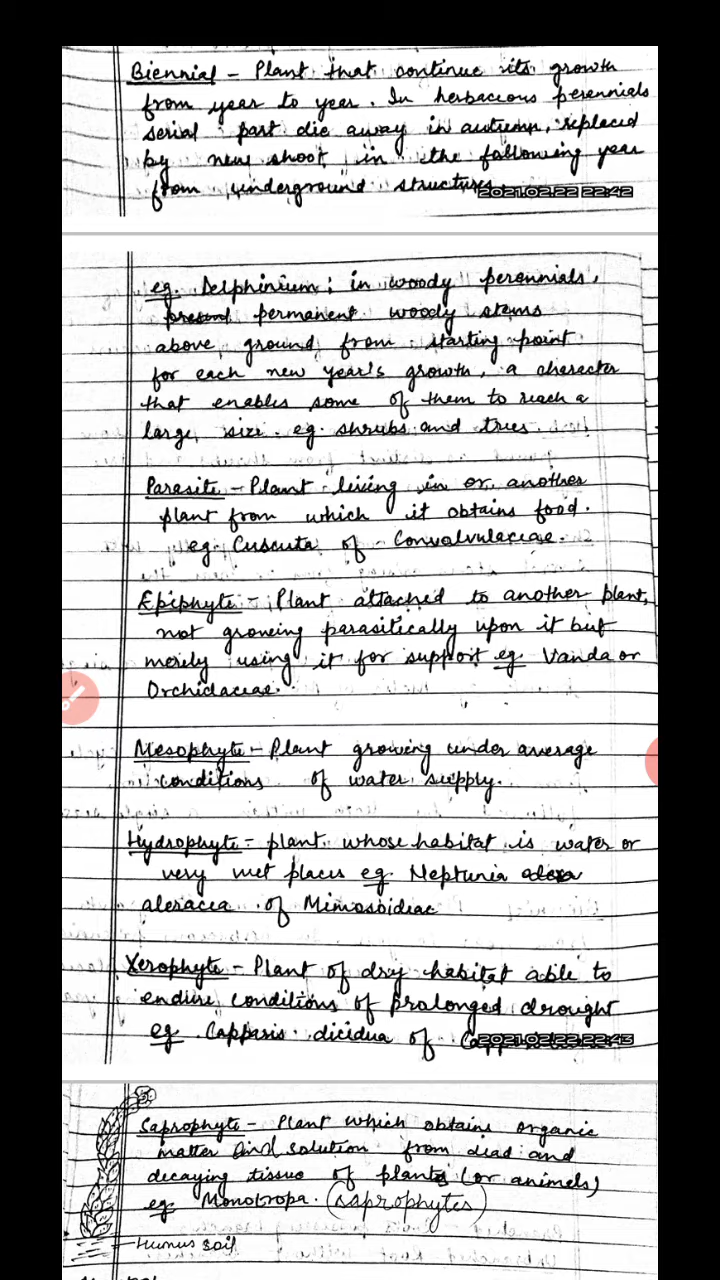 Biennial - Plant that continue its growth
from year to year. In herbaceous perennials
serial part die away in autumn, replaced
by new shoot in the following year
from underground structures
2021.02.22 22:42
eg. Delphinium; in woody perennials,
permanent woody stems
above ground from starting point
for each new year's growth, a character
that enables some of them to reach a
large size. eg. shrubs and trees
Parasite - Plant living in or another
plant from which it obtains food.
eg. Cuscuta of Convolvulaceae.
Epiphyte - Plant attached to another plant,
not growing parasitically upon it but
merely using it for support eg Vanda or
Orchidaceae.
Mesophyte - Plant growing under average
conditions of water supply.
Hydrophyte - plant whose habitat is water or
very wet places eg Neptunia
aleracea of Mimosoidiae
Xerophyte - Plant of dry habitat able to
endure conditions of prolonged drought
eg Capparis dicidua of Capp
2021.02.22 22:43
Saprophyte - Plant which obtains organic
matter in solution from dead and
decaying tissue of plants (or animals)
eg Monotropa. (saprophytes)
Humus soil